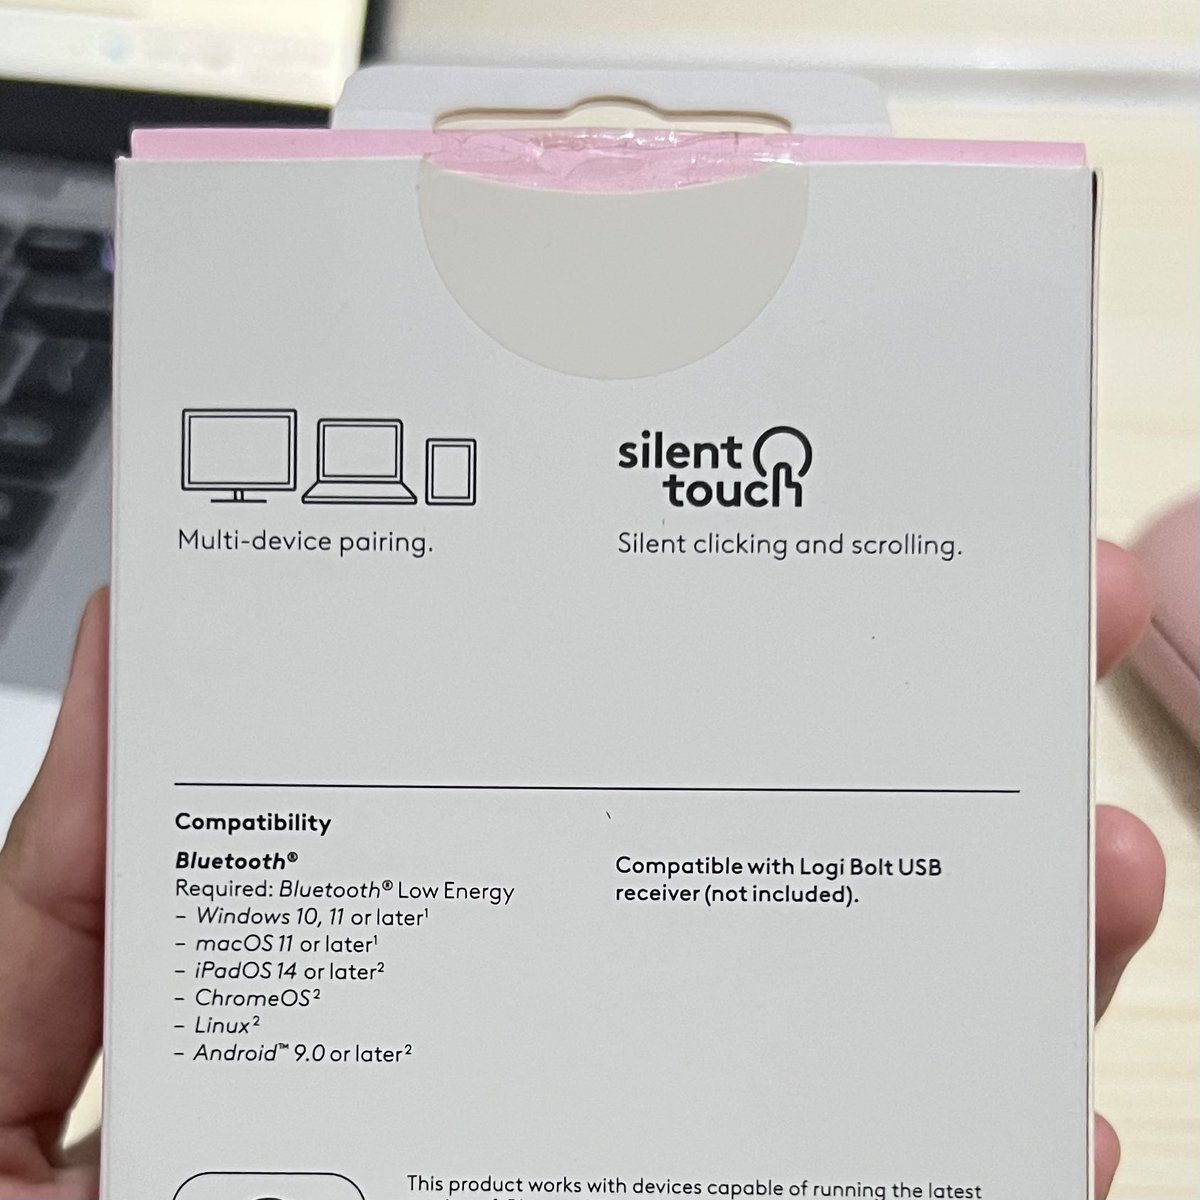 silent
touch
Multi-device pairing.
Silent clicking and scrolling.
Compatibility
Bluetooth®
Required: Bluetooth® Low Energy
– Windows 10, 11 or later¹
– macOS 11 or later¹
– iPadOS 14 or later²
– ChromeOS²
– Linux²
– Android™ 9.0 or later²
Compatible with Logi Bolt USB
receiver (not included).
This product works with devices capable of running the latest